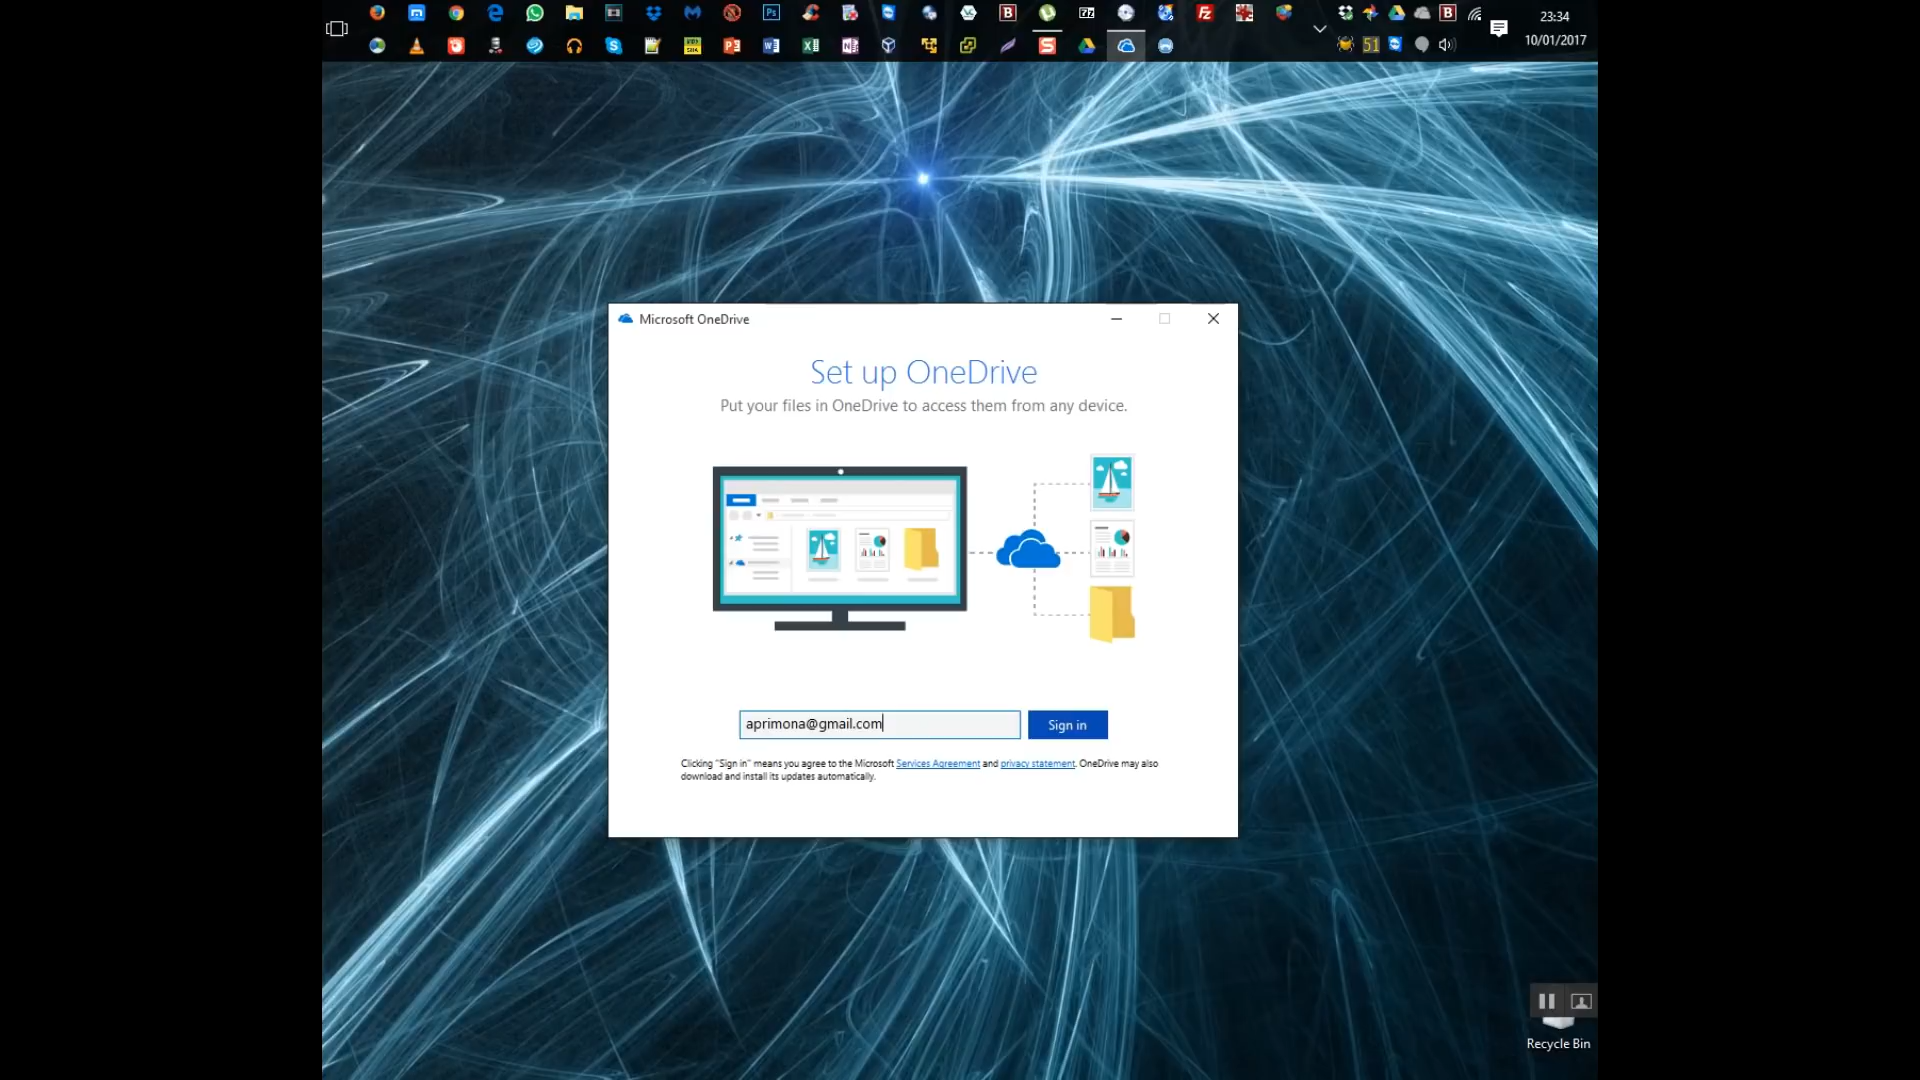 23:34
10/01/2017
51
Microsoft OneDrive
Set up OneDrive
Put your files in OneDrive to access them from any device.
aprimona@gmail.com
Sign in
Clicking "Sign in" means you agree to the Microsoft Services Agreement and privacy statement. OneDrive may also
download and install its updates automatically.
Recycle Bin